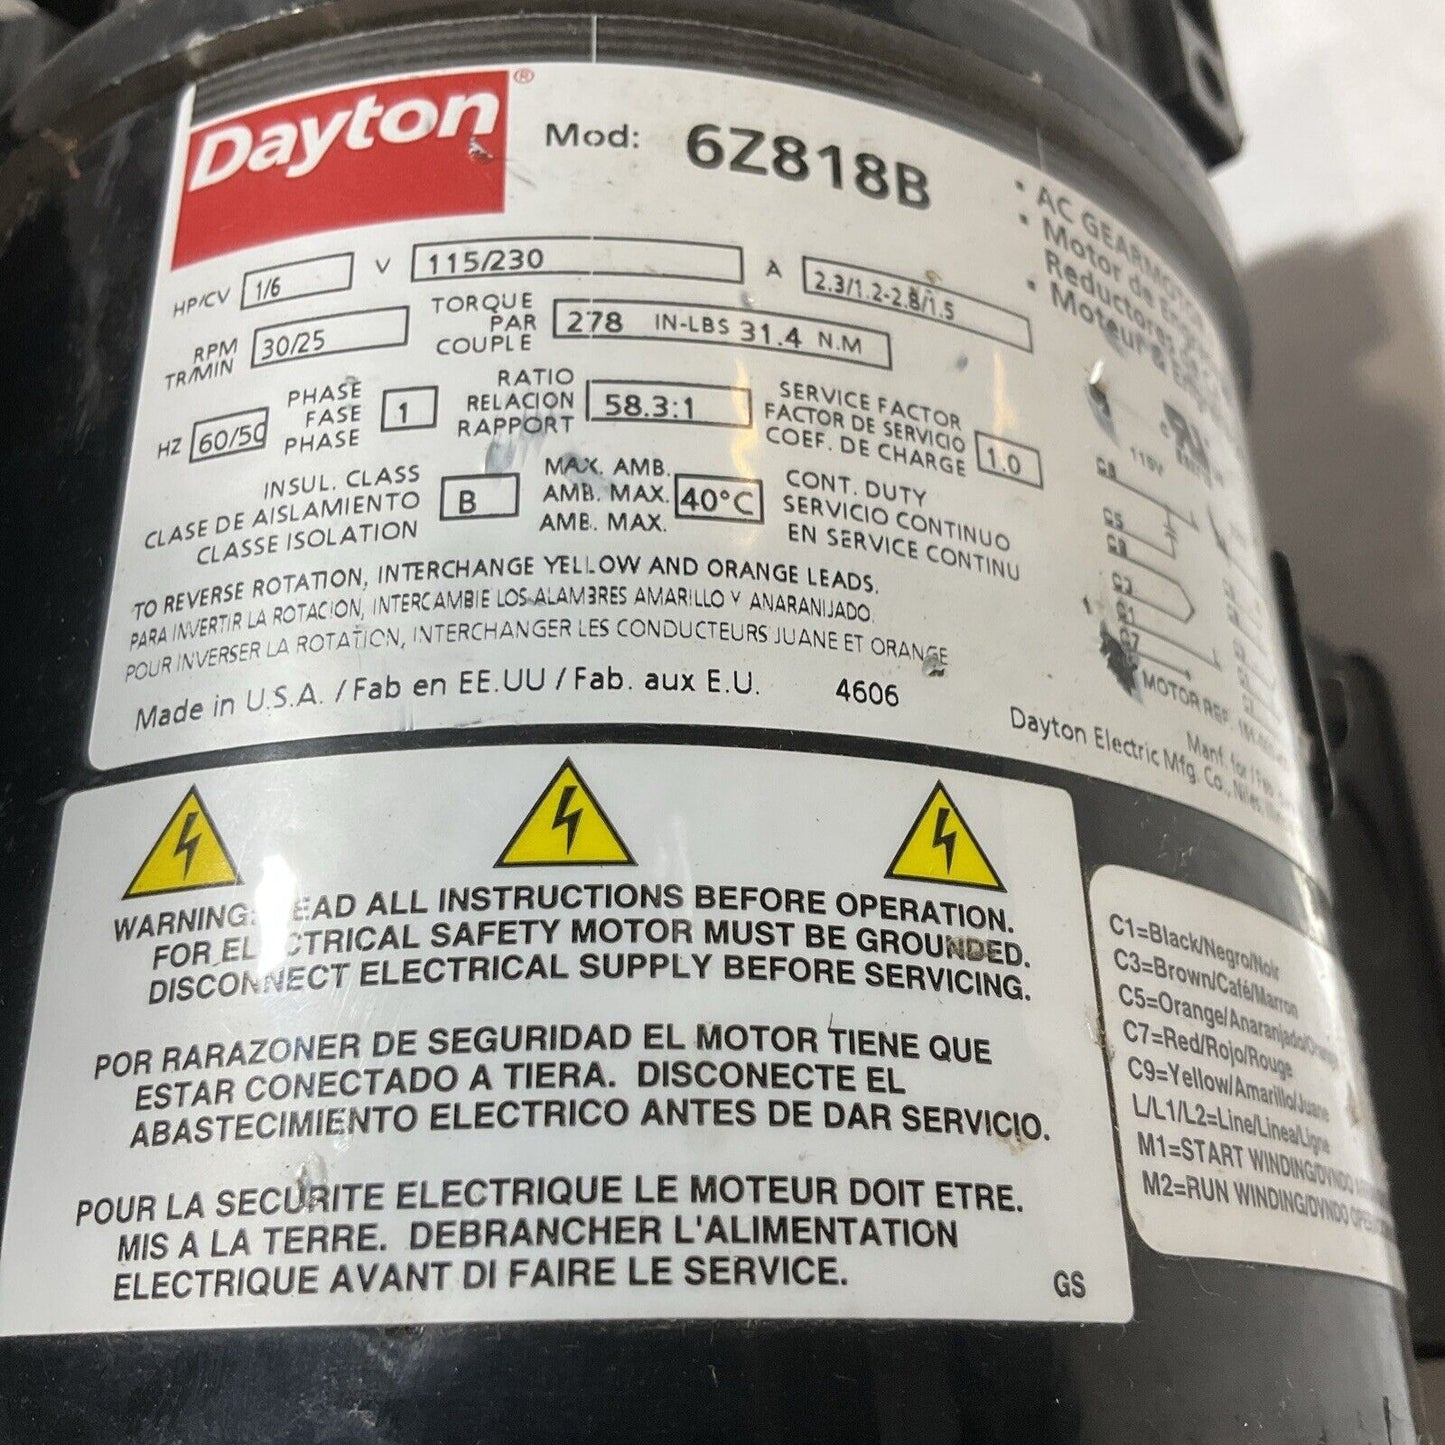 Dayton®
Mod: 6Z818B
HP/CV 1/6 V 115/230 A 2.3/1.2-2.8/1.5
RPM
TR/MIN 30/25
TORQUE
PAR
COUPLE 278 IN-LBS 31.4 N.M
HZ 60/50
PHASE
FASE
PHASE 1
RATIO
RELACION
RAPPORT 58.3:1
SERVICE FACTOR
FACTOR DE SERVICIO
COEF. DE CHARGE 1.0
INSUL. CLASS
CLASE DE AISLAMIENTO
CLASSE ISOLATION B
MAX. AMB.
AMB. MAX.
AMB. MAX. 40°C
CONT. DUTY
SERVICIO CONTINUO
EN SERVICE CONTINU
TO REVERSE ROTATION, INTERCHANGE YELLOW AND ORANGE LEADS.
PARA INVERTIR LA ROTACION, INTERCAMBIE LOS ALAMBRES AMARILLO Y ANARANIJADO.
POUR INVERSER LA ROTATION, INTERCHANGER LES CONDUCTEURS JUANE ET ORANGE
Made in U.S.A. / Fab en EE.UU / Fab. aux E.U. 4606
• AC GEARMOTOR
• Motor de
Reductores de
• Moteur à
115V
C5
C3
C1
C7
MOTOR REF.
Manf. for / Fab.
Dayton Electric Mfg. Co., Niles,
WARNING: EAD ALL INSTRUCTIONS BEFORE OPERATION.
FOR ELECTRICAL SAFETY MOTOR MUST BE GROUNDED.
DISCONNECT ELECTRICAL SUPPLY BEFORE SERVICING.
POR RARAZONER DE SEGURIDAD EL MOTOR TIENE QUE
ESTAR CONECTADO A TIERA. DISCONECTE EL
ABASTECIMIENTO ELECTRICO ANTES DE DAR SERVICIO.
POUR LA SECURITE ELECTRIQUE LE MOTEUR DOIT ETRE.
MIS A LA TERRE. DEBRANCHER L'ALIMENTATION
ELECTRIQUE AVANT DI FAIRE LE SERVICE.
GS
C1=Black/Negro/Noir
C3=Brown/Café/Marron
C5=Orange/Anaranjado/Orange
C7=Red/Rojo/Rouge
C9=Yellow/Amarillo/Juane
L/L1/L2=Line/Linea/Ligne
M1=START WINDING/DVNDO
M2=RUN WINDING/DVNDO